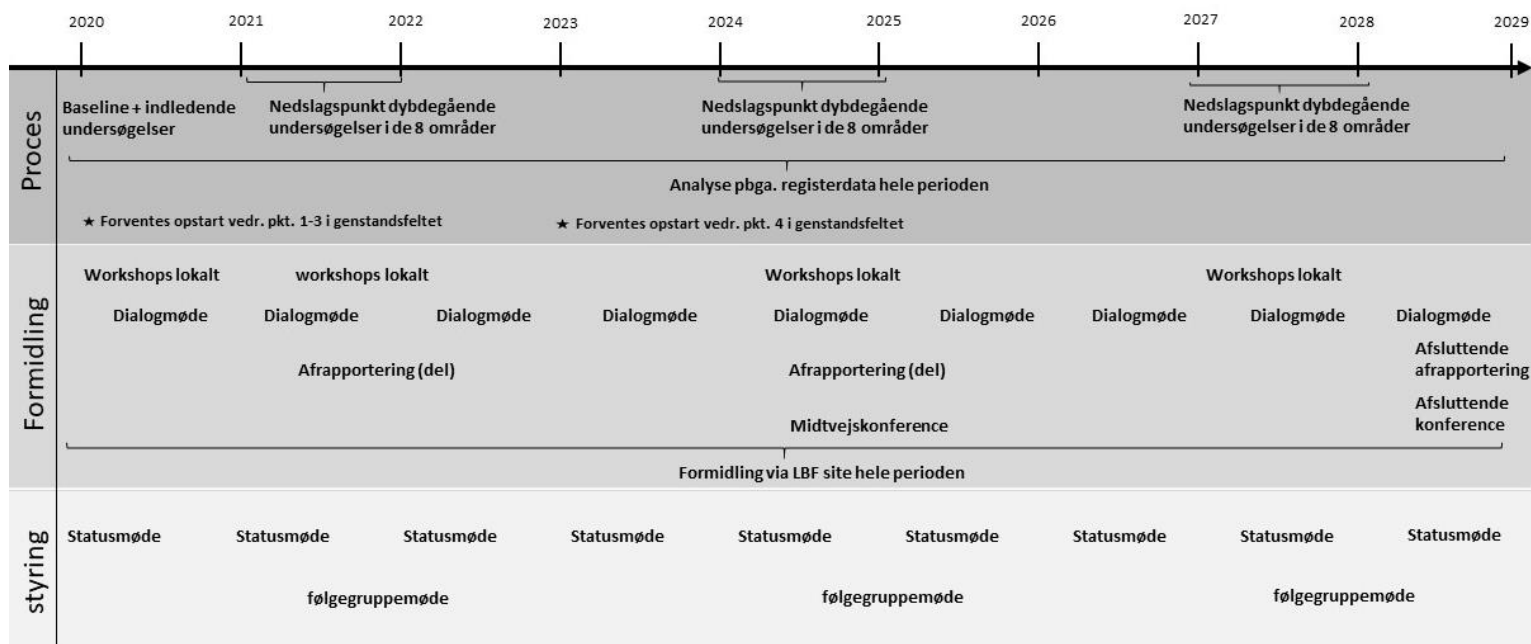 2020 2021 2022 2023 2024 2025 2026 2027 2028 2029
Proces
Baseline + indledende
undersøgelser
Nedslagspunkt dybdegående
undersøgelser i de 8 områder
Nedslagspunkt dybdegående
undersøgelser i de 8 områder
Nedslagspunkt dybdegående
undersøgelser i de 8 områder
Analyse pbga. registerdata hele perioden
★ Forventes opstart vedr. pkt. 1-3 i genstandsfeltet
★ Forventes opstart vedr. pkt. 4 i genstandsfeltet
Formidling
Workshops lokalt workshops lokalt Workshops lokalt Workshops lokalt
Dialogmøde Dialogmøde Dialogmøde Dialogmøde Dialogmøde Dialogmøde Dialogmøde Dialogmøde Dialogmøde
Afrapportering (del) Afrapportering (del)
Afsluttende
afrapportering
Midtvejskonference
Afsluttende
konference
Formidling via LBF site hele perioden
styring
Statusmøde Statusmøde Statusmøde Statusmøde Statusmøde Statusmøde Statusmøde Statusmøde Statusmøde
følgegruppemøde følgegruppemøde følgegruppemøde